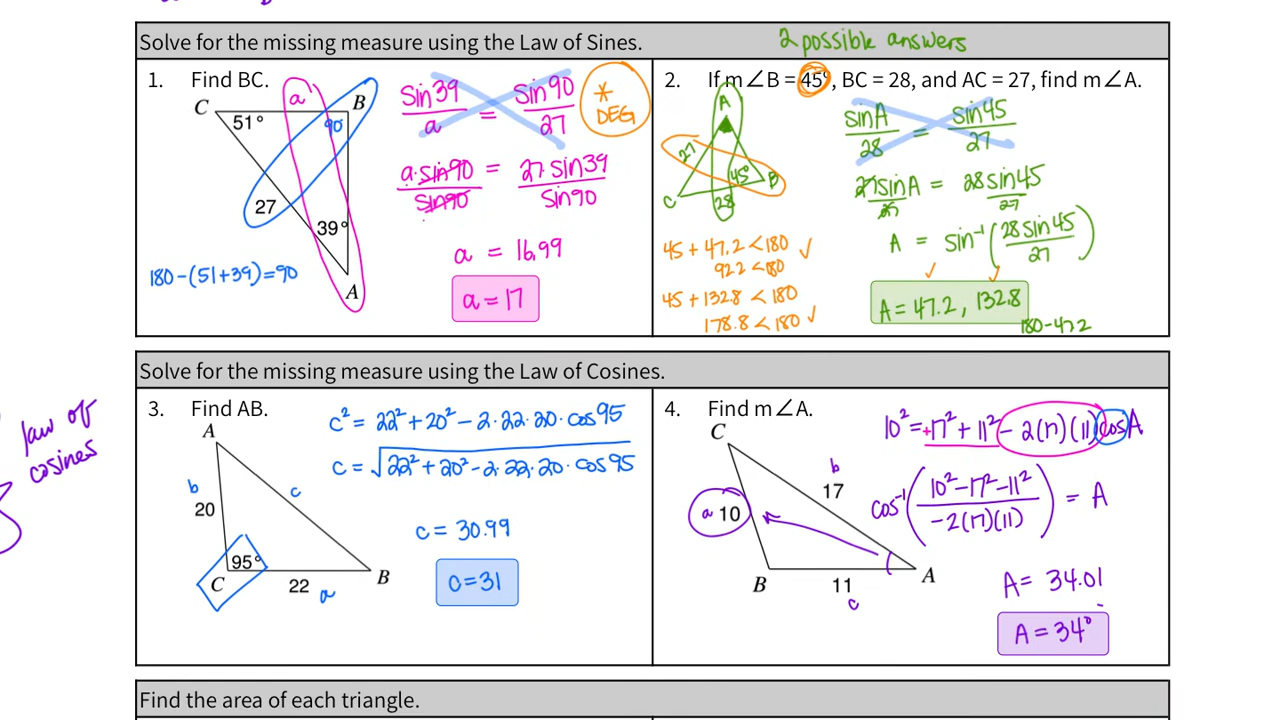 Solve for the missing measure using the Law of Sines.
2 possible answers
1. Find BC.
C
a
B
51°
90
27
39°
A
180-(51+39)=90
Sin39/a = Sin90/27
* DEG
a·sin90/sin90 = 27·sin39/sin90
a = 16.99
a = 17
2. If m∠B = 45°, BC = 28, and AC = 27, find m∠A.
A
27
45°
B
C
28
sinA/28 = sin45/27
27sinA/27 = 28sin45/27
A = sin⁻¹(28sin45/27)
45 + 47.2 < 180 ✓
92.2 < 180
45 + 132.8 < 180
178.8 < 180 ✓
A = 47.2, 132.8
180-47.2
Solve for the missing measure using the Law of Cosines.
law of
cosines
3. Find AB.
A
b
20
c
95°
C
22
a
B
c² = 22² + 20² - 2·22·20·cos95
c = √22² + 20² - 2·22·20·cos95
c = 30.99
c = 31
4. Find m∠A.
C
b
17
a 10
B
11
c
A
10² = +17² + 11² - 2(17)(11)cosA
cos⁻¹(10²-17²-11²/-2(17)(11)) = A
A = 34.01
A = 34°
Find the area of each triangle.